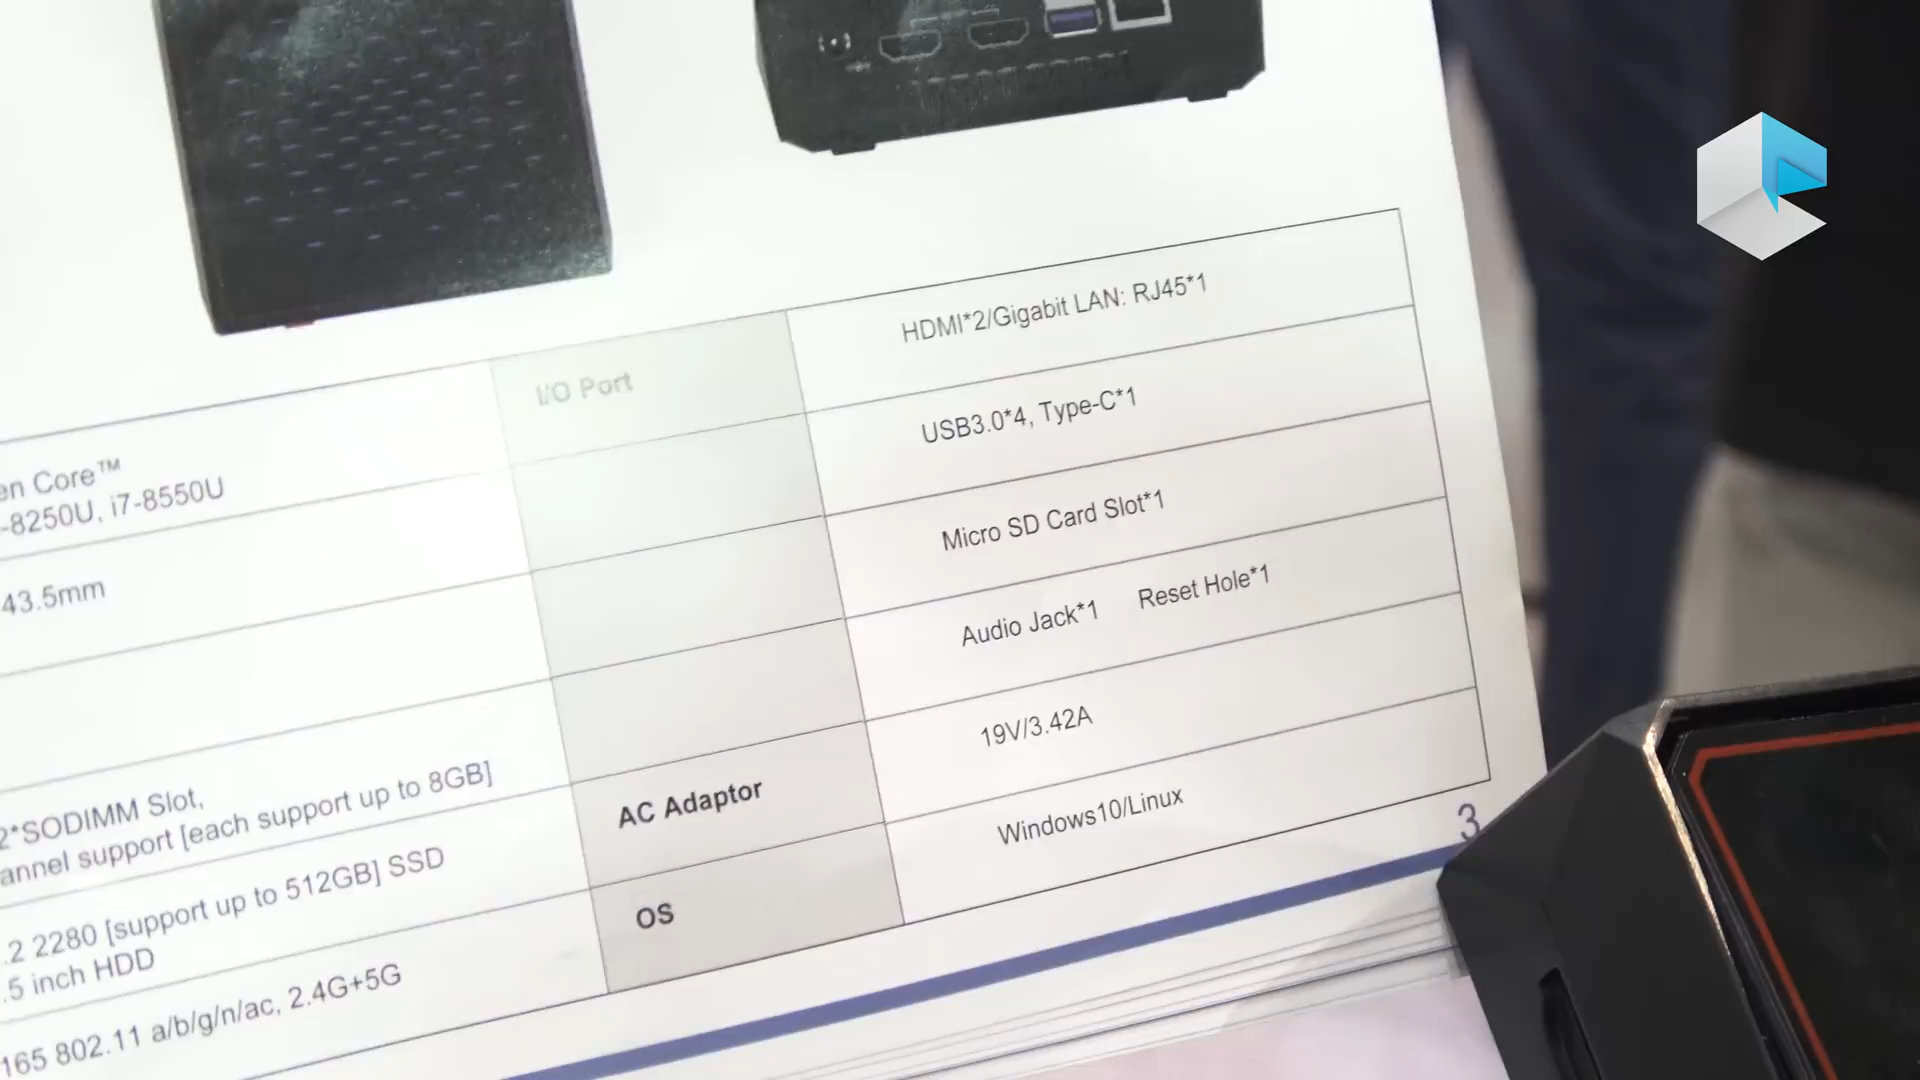 en Core™
-8250U, i7-8550U
43.5mm
2*SODIMM Slot,
annel support [each support up to 8GB]
.2 2280 [support up to 512GB] SSD
.5 inch HDD
165 802.11 a/b/g/n/ac, 2.4G+5G
I/O Port
HDMI*2/Gigabit LAN: RJ45*1
USB3.0*4, Type-C*1
Micro SD Card Slot*1
Audio Jack*1 Reset Hole*1
AC Adaptor
19V/3.42A
OS
Windows10/Linux
3